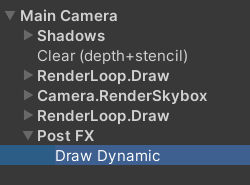 Main Camera
Shadows
Clear (depth+stencil)
RenderLoop.Draw
Camera.RenderSkybox
RenderLoop.Draw
Post FX
Draw Dynamic